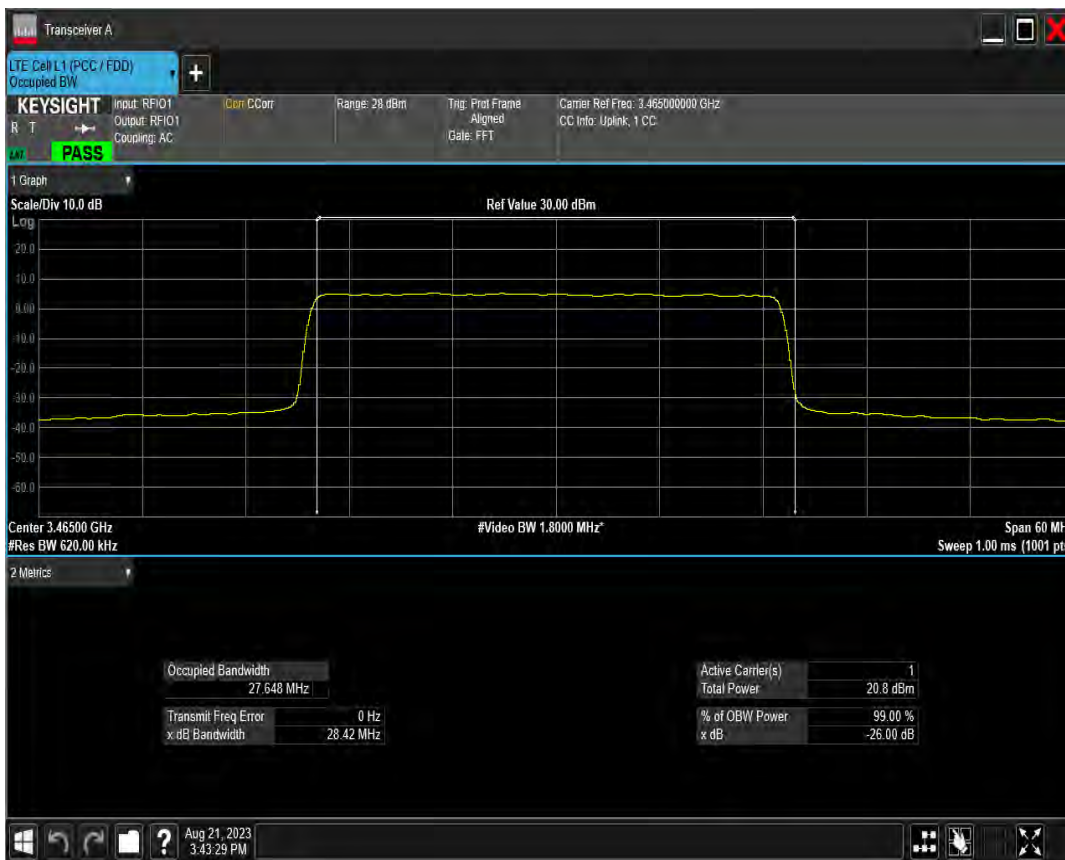 Transceiver A
LTE Cell L1 (PCC / FDD)
Occupied BW
+
KEYSIGHT
R T
PASS
Input: RFIO1
Output: RFIO1
Coupling: AC
Corr CCorr
Range: 28 dBm
Trig: Prot Frame
Aligned
Gate: FFT
Carrier Ref Freq: 3.465000000 GHz
CC Info: Uplink, 1 CC
1 Graph
Scale/Div 10.0 dB
Ref Value 30.00 dBm
Log
20.0
10.0
0.00
-10.0
-20.0
-30.0
-40.0
-50.0
-60.0
Center 3.46500 GHz
#Video BW 1.8000 MHz*
Span 60 MH
#Res BW 620.00 kHz
Sweep 1.00 ms (1001 pt
2 Metrics
Occupied Bandwidth
27.648 MHz
Transmit Freq Error 0 Hz
x dB Bandwidth 28.42 MHz
Active Carrier(s) 1
Total Power 20.8 dBm
% of OBW Power 99.00 %
x dB -26.00 dB
?
Aug 21, 2023
3:43:29 PM